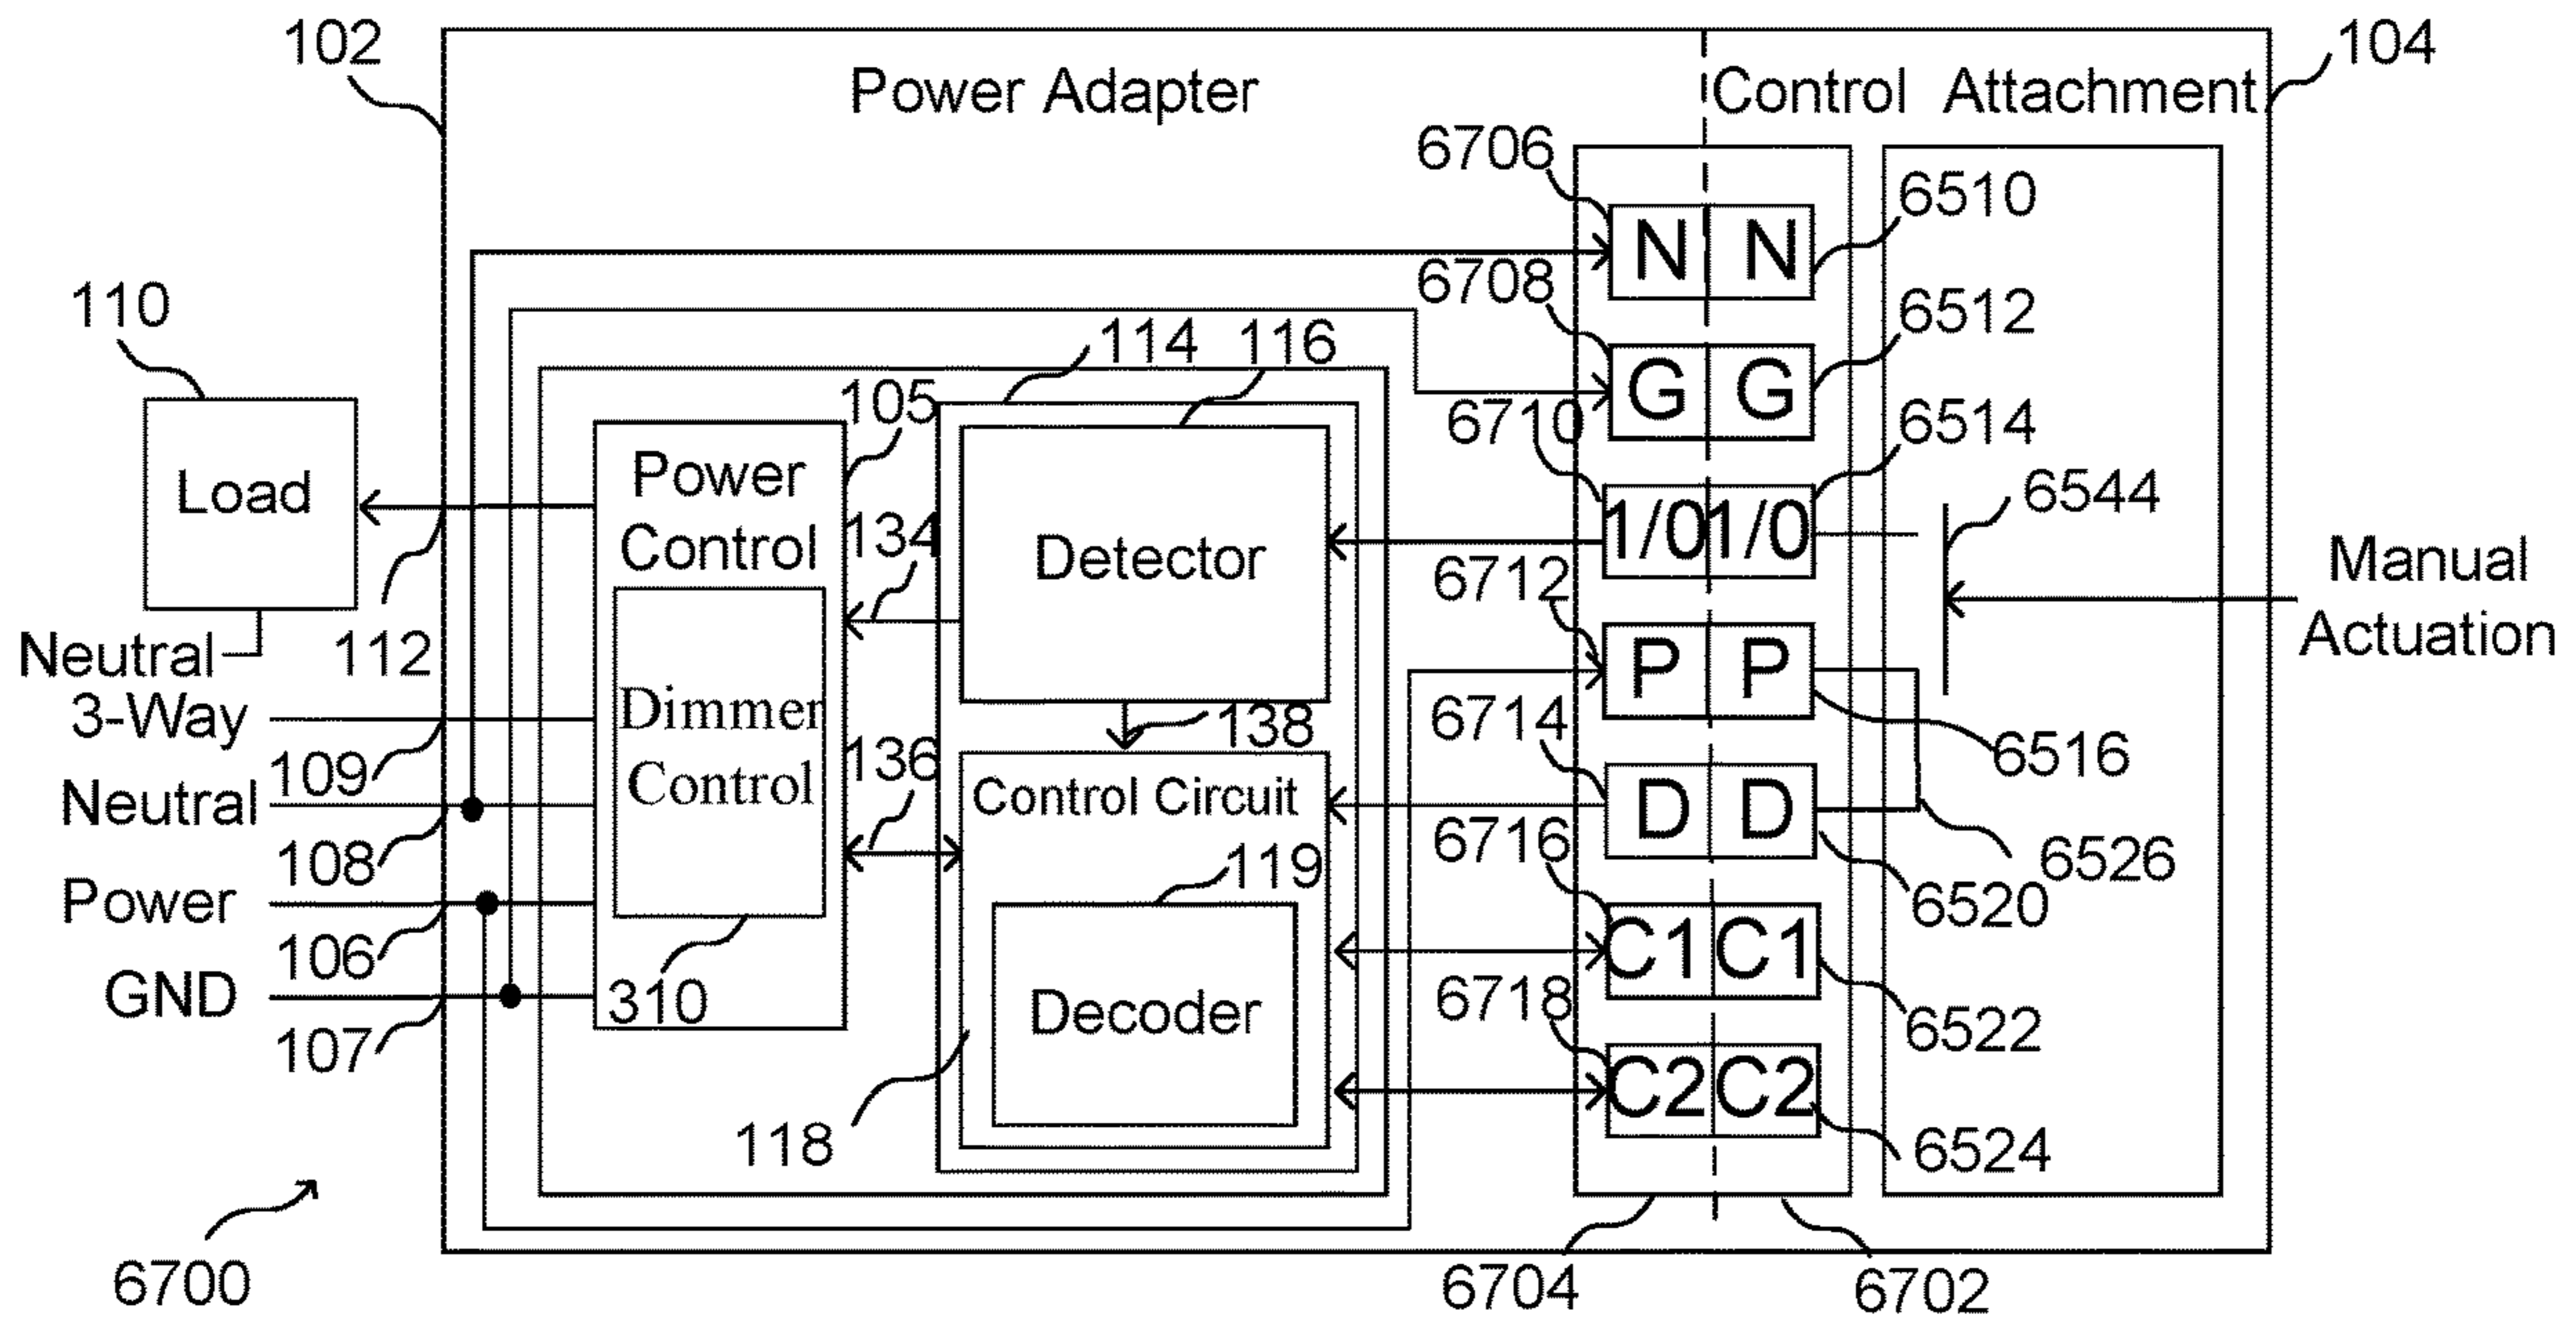 102
Power Adapter
Control Attachment
104
6706
N N
6510
6708
G G
6512
110
114
116
105
6710
1/0 1/0
6514
6544
Load
Power
Control
134
Detector
6712
Manual
Actuation
Neutral
112
P P
6516
3-Way
109
Dimmer
Control
138
6714
D D
6520
6526
Neutral
108
136
Control Circuit
6716
C1 C1
6522
Power
106
119
Decoder
GND
107
310
6718
C2 C2
6524
118
6700
6704
6702